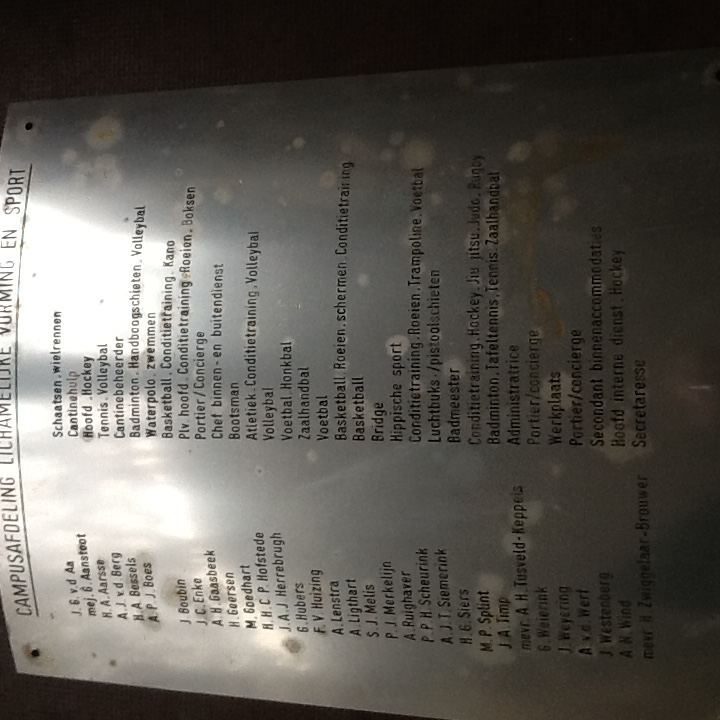 CAMPUSAFDELING LICHAMELIJKE VORMING EN SPORT
J.G.v.d Aa Schaatsen.wielrennen
mej. G Aanstoot Cantinehulp
H.A.Aarsse Hoofd.Hockey
A.J.v.d Berg Tennis.Volleybal
H.A.Bessels Cantinebeheerder
A.P.J.Boes Badminton.Handboogschieten.Volleybal
Waterpolo.zwemmen
J.Boubin Basketball.Conditietraining.Kano
J.C.Enke Plv. hoofd.Conditietraining.Roeien.Boksen
A.H.Gaasbeek Portier/Concierge
H.Geersen Chef binnen- en buitendienst
M.Goedhart Bootsman
H.H.C.P.Hofstede Atletiek.Conditietraining.Volleybal
J.A.J Herrebrugh Volleybal
G.Hubers Voetbal.Honkbal
F.V Huizing Zaalhandbal
A.Lenstra Voetbal
A.Ligthart Basketball.Roeien.schermen.Conditietraining
S.J.Melis Basketball
P.J.Merkelijn Bridge
A.Ruighaver Hippische sport
P.P.H.Scheurink Conditietraining.Roeien.Trampoline.Voetbal
A.J.T.Siemerink Luchtbuks-/pistoolschieten
H.G.Siers Badmeester
M.P.Splint Conditietraining.Hockey.Jiu jitsu.Judo.Rugby
J.A.Timp Badminton.Tafeltennis.Tennis.Zaalhandbal
mevr. A.H.Tusveld-Keppels Administratrice
G Weierink Portier/concierge
J.Weyering Werkplaats
A v d Werf Portier/concierge
J Westenberg Secondant binnenaccommodaties
A.N.Wind Hoofd interne dienst.Hockey
mevr H. Zwiggelaar-Brouwer Secretaresse